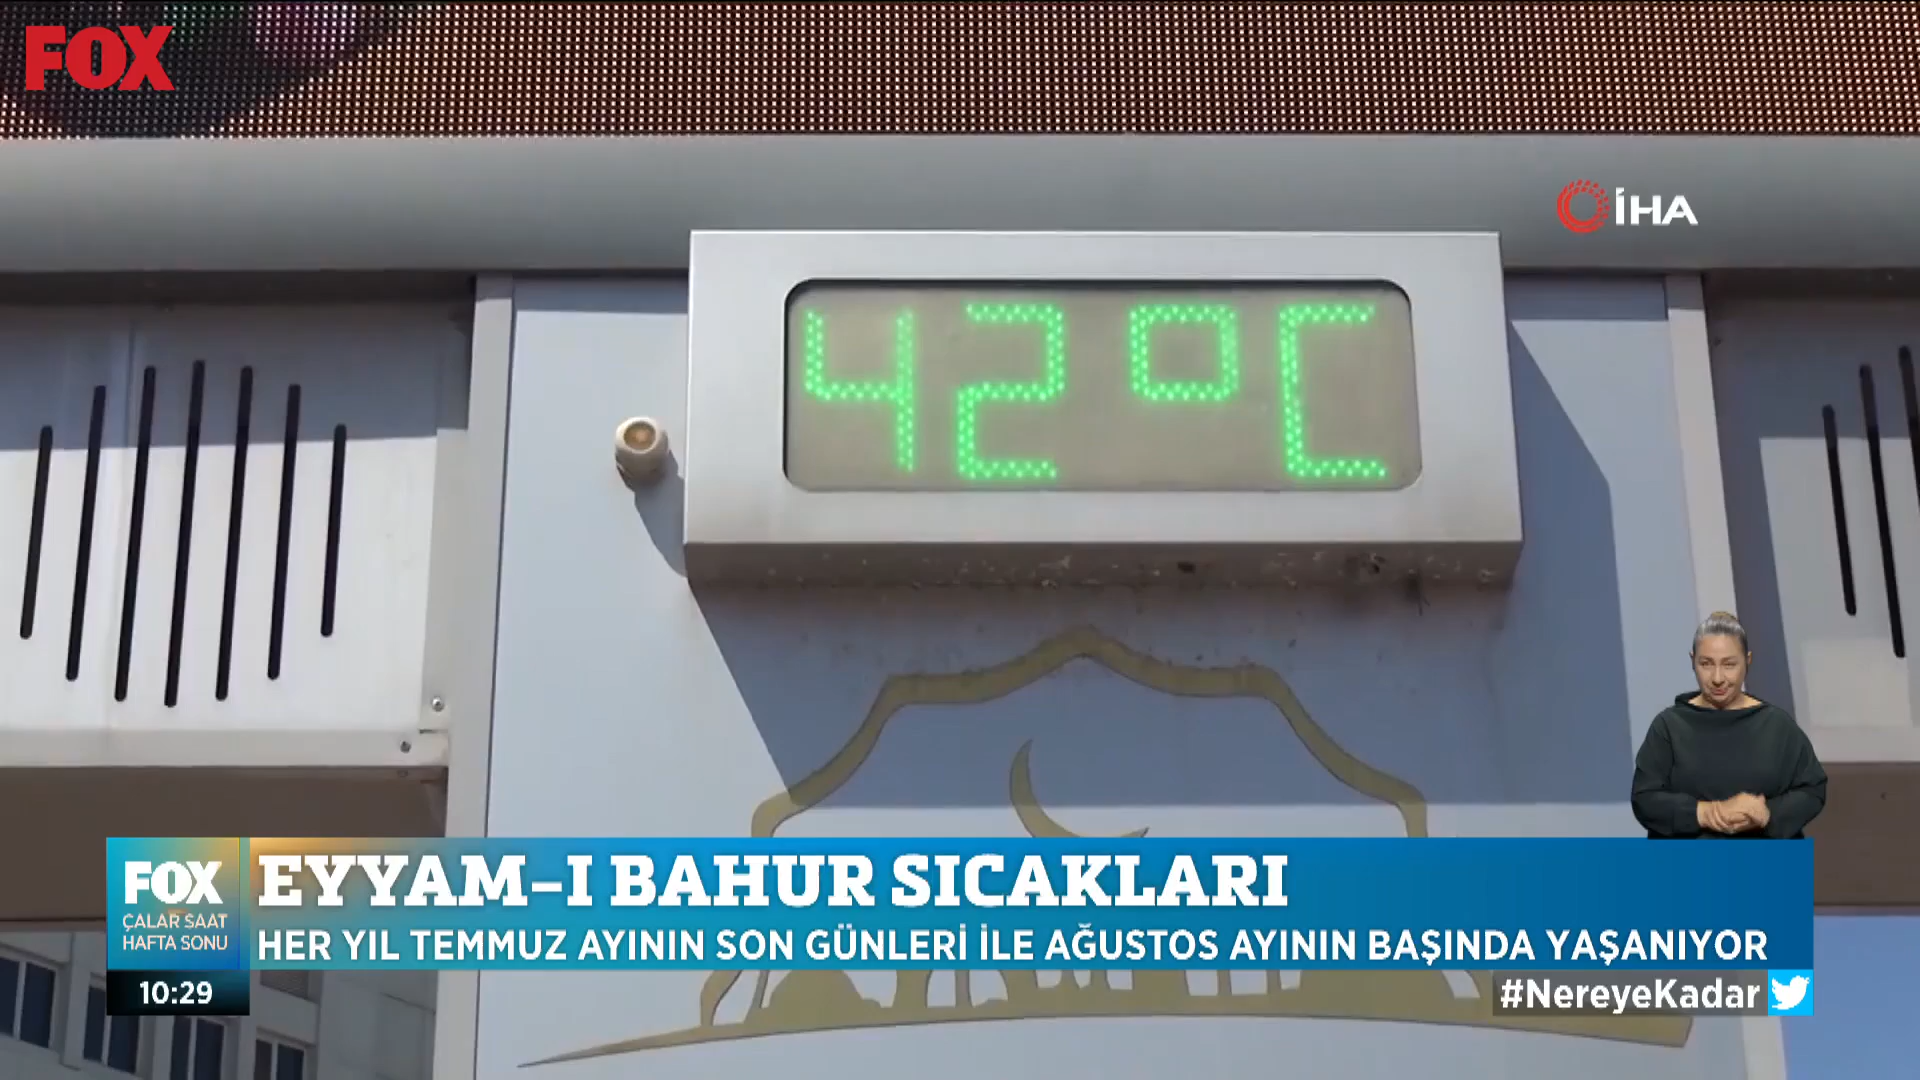 FOX
İHA
42°C
FOX
ÇALAR SAAT
HAFTA SONU
EYYAM-I BAHUR SICAKLARI
HER YIL TEMMUZ AYININ SON GÜNLERİ İLE AĞUSTOS AYININ BAŞINDA YAŞANIYOR
10:29
#NereyeKadar